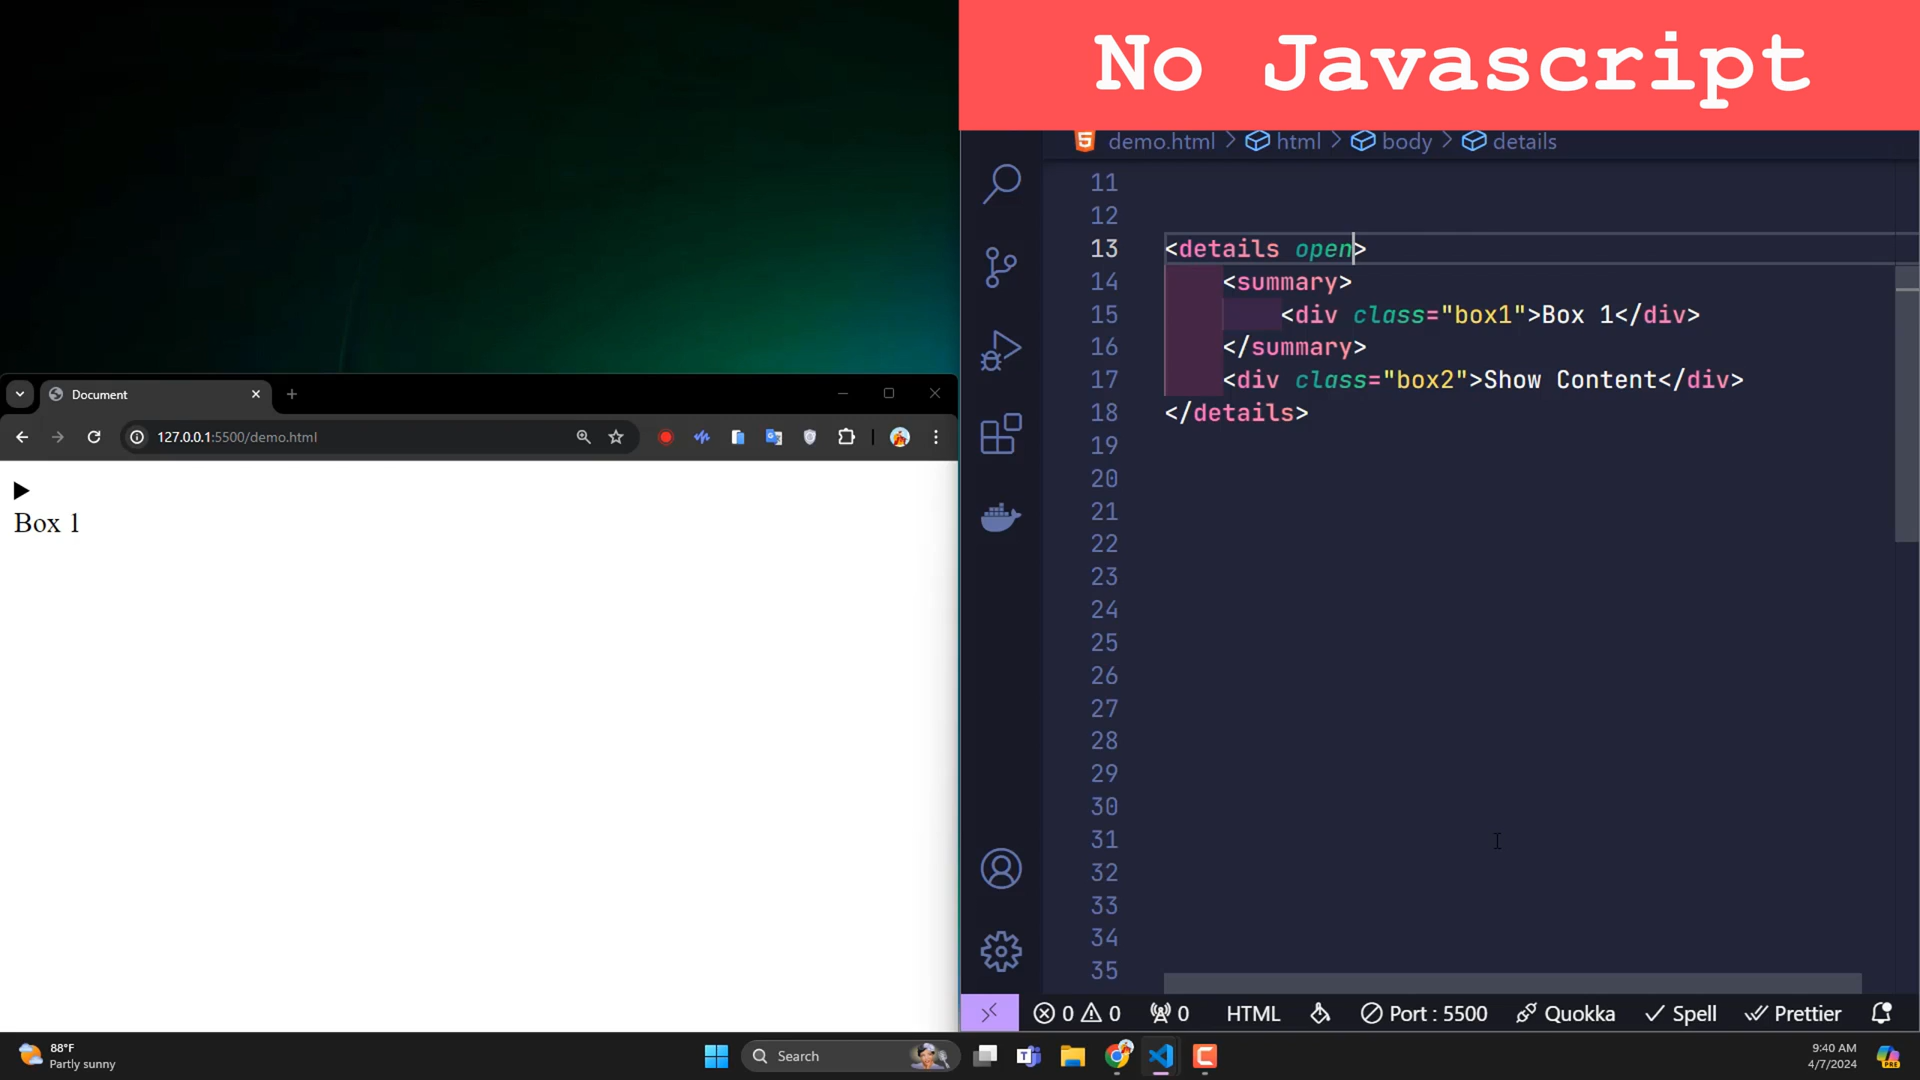 No Javascript
demo.html > html > body > details
11
12
13 <details open>
14 <summary>
15 <div class="box1">Box 1</div>
16 </summary>
17 <div class="box2">Show Content</div>
18 </details>
19
20
21
22
23
24
25
26
27
28
29
30
31
32
33
34
35
Document
127.0.0.1:5500/demo.html
Box 1
0 0 0 HTML Port : 5500 Quokka Spell Prettier
88°F
Partly sunny
Search
9:40 AM
4/7/2024